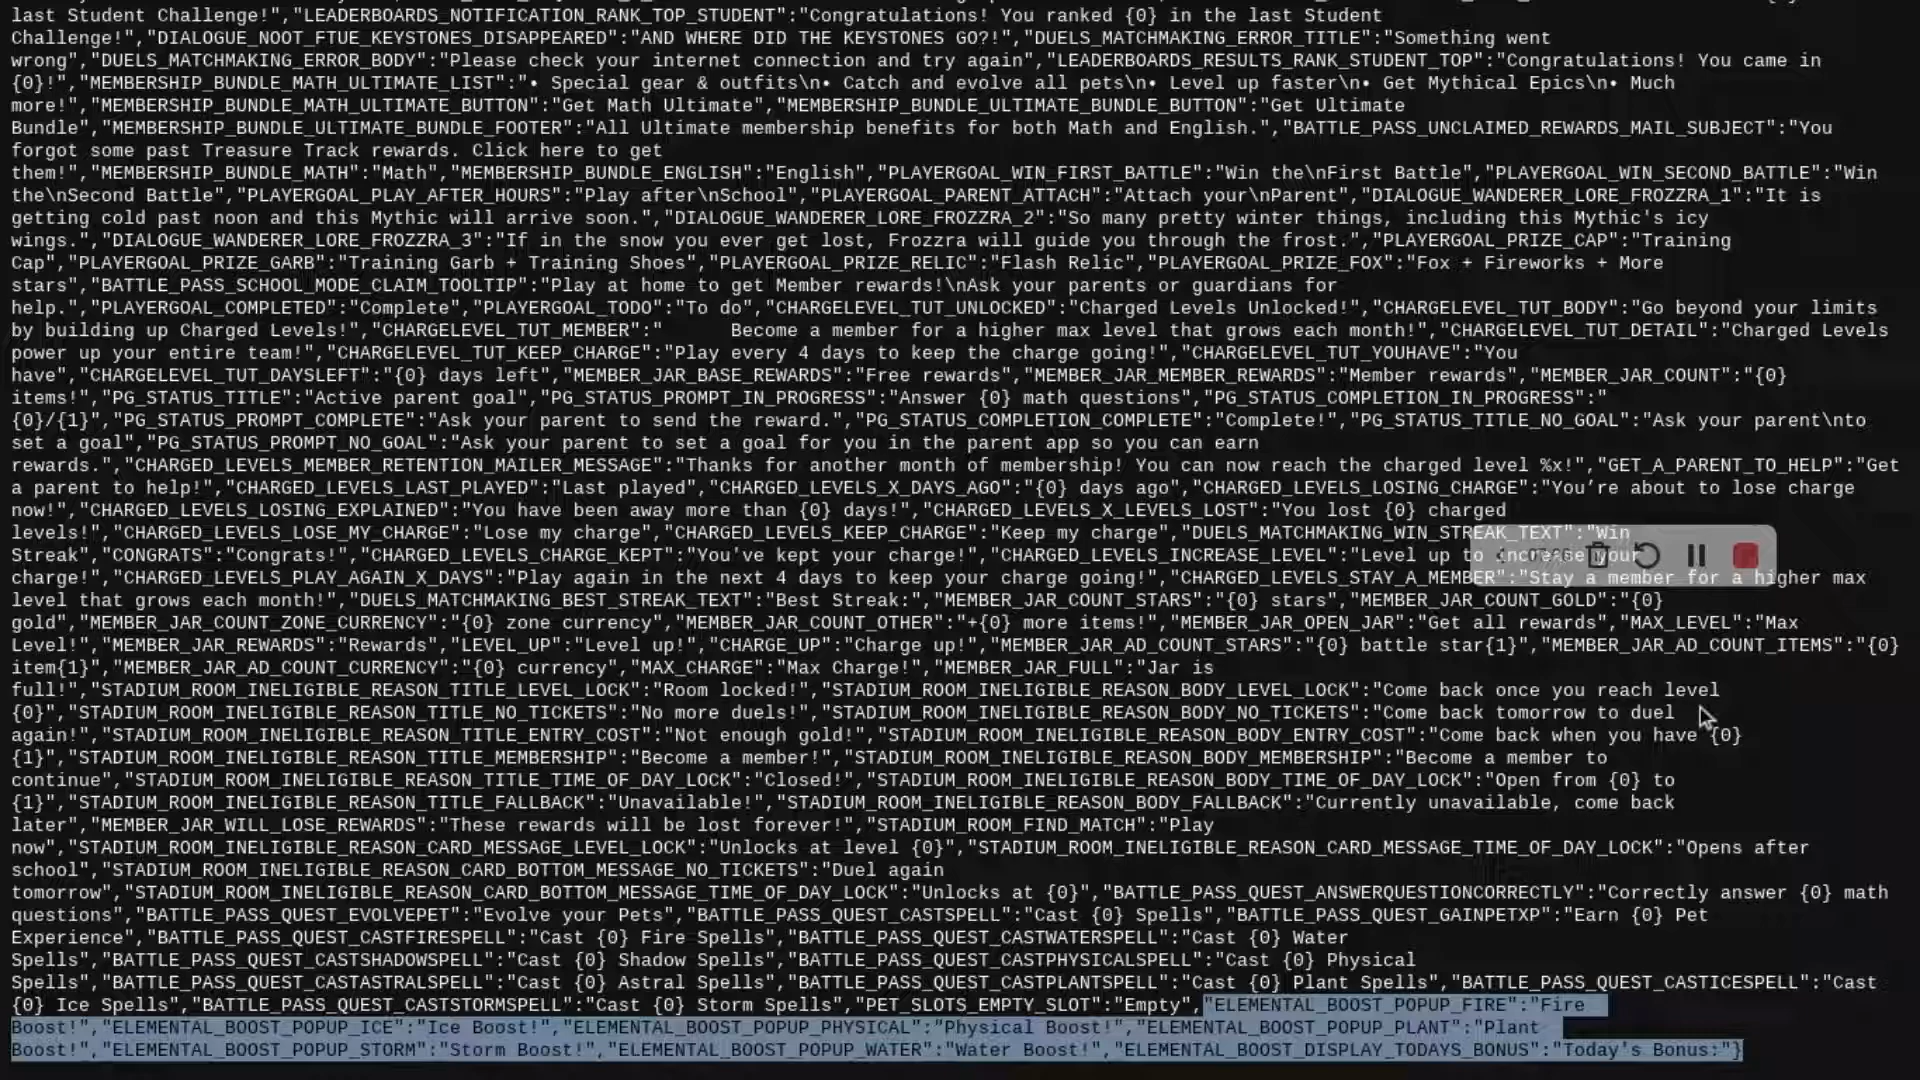 last Student Challenge!","LEADERBOARDS_NOTIFICATION_RANK_TOP_STUDENT":"Congratulations! You ranked {0} in the last Student
Challenge!","DIALOGUE_NOOT_FTUE_KEYSTONES_DISAPPEARED":"AND WHERE DID THE KEYSTONES GO?!","DUELS_MATCHMAKING_ERROR_TITLE":"Something went
wrong","DUELS_MATCHMAKING_ERROR_BODY":"Please check your internet connection and try again","LEADERBOARDS_RESULTS_RANK_STUDENT_TOP":"Congratulations! You came in
{0}!","MEMBERSHIP_BUNDLE_MATH_ULTIMATE_LIST":"• Special gear & outfits\n• Catch and evolve all pets\n• Level up faster\n• Get Mythical Epics\n• Much
more!","MEMBERSHIP_BUNDLE_MATH_ULTIMATE_BUTTON":"Get Math Ultimate","MEMBERSHIP_BUNDLE_ULTIMATE_BUNDLE_BUTTON":"Get Ultimate
Bundle","MEMBERSHIP_BUNDLE_ULTIMATE_BUNDLE_FOOTER":"All Ultimate membership benefits for both Math and English.","BATTLE_PASS_UNCLAIMED_REWARDS_MAIL_SUBJECT":"You
forgot some past Treasure Track rewards. Click here to get
them!","MEMBERSHIP_BUNDLE_MATH":"Math","MEMBERSHIP_BUNDLE_ENGLISH":"English","PLAYERGOAL_WIN_FIRST_BATTLE":"Win the\nFirst Battle","PLAYERGOAL_WIN_SECOND_BATTLE":"Win
the\nSecond Battle","PLAYERGOAL_PLAY_AFTER_HOURS":"Play after\nSchool","PLAYERGOAL_PARENT_ATTACH":"Attach your\nParent","DIALOGUE_WANDERER_LORE_FROZZRA_1":"It is
getting cold past noon and this Mythic will arrive soon.","DIALOGUE_WANDERER_LORE_FROZZRA_2":"So many pretty winter things, including this Mythic's icy
wings.","DIALOGUE_WANDERER_LORE_FROZZRA_3":"If in the snow you ever get lost, Frozzra will guide you through the frost.","PLAYERGOAL_PRIZE_CAP":"Training
Cap","PLAYERGOAL_PRIZE_GARB":"Training Garb + Training Shoes","PLAYERGOAL_PRIZE_RELIC":"Flash Relic","PLAYERGOAL_PRIZE_FOX":"Fox + Fireworks + More
stars","BATTLE_PASS_SCHOOL_MODE_CLAIM_TOOLTIP":"Play at home to get Member rewards!\nAsk your parents or guardians for
help.","PLAYERGOAL_COMPLETED":"Complete","PLAYERGOAL_TODO":"To do","CHARGELEVEL_TUT_UNLOCKED":"Charged Levels Unlocked!","CHARGELEVEL_TUT_BODY":"Go beyond your limits
by building up Charged Levels!","CHARGELEVEL_TUT_MEMBER":"      Become a member for a higher max level that grows each month!","CHARGELEVEL_TUT_DETAIL":"Charged Levels
power up your entire team!","CHARGELEVEL_TUT_KEEP_CHARGE":"Play every 4 days to keep the charge going!","CHARGELEVEL_TUT_YOUHAVE":"You
have","CHARGELEVEL_TUT_DAYSLEFT":"{0} days left","MEMBER_JAR_BASE_REWARDS":"Free rewards","MEMBER_JAR_MEMBER_REWARDS":"Member rewards","MEMBER_JAR_COUNT":"{0}
items!","PG_STATUS_TITLE":"Active parent goal","PG_STATUS_PROMPT_IN_PROGRESS":"Answer {0} math questions","PG_STATUS_COMPLETION_IN_PROGRESS":"
{0}/{1}","PG_STATUS_PROMPT_COMPLETE":"Ask your parent to send the reward.","PG_STATUS_COMPLETION_COMPLETE":"Complete!","PG_STATUS_TITLE_NO_GOAL":"Ask your parent\nto
set a goal","PG_STATUS_PROMPT_NO_GOAL":"Ask your parent to set a goal for you in the parent app so you can earn
rewards.","CHARGED_LEVELS_MEMBER_RETENTION_MAILER_MESSAGE":"Thanks for another month of membership! You can now reach the charged level %x!","GET_A_PARENT_TO_HELP":"Get
a parent to help!","CHARGED_LEVELS_LAST_PLAYED":"Last played","CHARGED_LEVELS_X_DAYS_AGO":"{0} days ago","CHARGED_LEVELS_LOSING_CHARGE":"You’re about to lose charge
now!","CHARGED_LEVELS_LOSING_EXPLAINED":"You have been away more than {0} days!","CHARGED_LEVELS_X_LEVELS_LOST":"You lost {0} charged
levels!","CHARGED_LEVELS_LOSE_MY_CHARGE":"Lose my charge","CHARGED_LEVELS_KEEP_CHARGE":"Keep my charge","DUELS_MATCHMAKING_WIN_STREAK_TEXT":"Win
Streak","CONGRATS":"Congrats!","CHARGED_LEVELS_CHARGE_KEPT":"You’ve kept your charge!","CHARGED_LEVELS_INCREASE_LEVEL":"Level up to increase your
charge!","CHARGED_LEVELS_PLAY_AGAIN_X_DAYS":"Play again in the next 4 days to keep your charge going!","CHARGED_LEVELS_STAY_A_MEMBER":"Stay a member for a higher max
level that grows each month!","DUELS_MATCHMAKING_BEST_STREAK_TEXT":"Best Streak:","MEMBER_JAR_COUNT_STARS":"{0} stars","MEMBER_JAR_COUNT_GOLD":"{0}
gold","MEMBER_JAR_COUNT_ZONE_CURRENCY":"{0} zone currency","MEMBER_JAR_COUNT_OTHER":"+{0} more items!","MEMBER_JAR_OPEN_JAR":"Get all rewards","MAX_LEVEL":"Max
Level!","MEMBER_JAR_REWARDS":"Rewards","LEVEL_UP":"Level up!","CHARGE_UP":"Charge up!","MEMBER_JAR_AD_COUNT_STARS":"{0} battle star{1}","MEMBER_JAR_AD_COUNT_ITEMS":"{0}
item{1}","MEMBER_JAR_AD_COUNT_CURRENCY":"{0} currency","MAX_CHARGE":"Max Charge!","MEMBER_JAR_FULL":"Jar is
full!","STADIUM_ROOM_INELIGIBLE_REASON_TITLE_LEVEL_LOCK":"Room locked!","STADIUM_ROOM_INELIGIBLE_REASON_BODY_LEVEL_LOCK":"Come back once you reach level
{0}","STADIUM_ROOM_INELIGIBLE_REASON_TITLE_NO_TICKETS":"No more duels!","STADIUM_ROOM_INELIGIBLE_REASON_BODY_NO_TICKETS":"Come back tomorrow to duel
again!","STADIUM_ROOM_INELIGIBLE_REASON_TITLE_ENTRY_COST":"Not enough gold!","STADIUM_ROOM_INELIGIBLE_REASON_BODY_ENTRY_COST":"Come back when you have {0}
{1}","STADIUM_ROOM_INELIGIBLE_REASON_TITLE_MEMBERSHIP":"Become a member!","STADIUM_ROOM_INELIGIBLE_REASON_BODY_MEMBERSHIP":"Become a member to
continue","STADIUM_ROOM_INELIGIBLE_REASON_TITLE_TIME_OF_DAY_LOCK":"Closed!","STADIUM_ROOM_INELIGIBLE_REASON_BODY_TIME_OF_DAY_LOCK":"Open from {0} to
{1}","STADIUM_ROOM_INELIGIBLE_REASON_TITLE_FALLBACK":"Unavailable!","STADIUM_ROOM_INELIGIBLE_REASON_BODY_FALLBACK":"Currently unavailable, come back
later","MEMBER_JAR_WILL_LOSE_REWARDS":"These rewards will be lost forever!","STADIUM_ROOM_FIND_MATCH":"Play
now","STADIUM_ROOM_INELIGIBLE_REASON_CARD_MESSAGE_LEVEL_LOCK":"Unlocks at level {0}","STADIUM_ROOM_INELIGIBLE_REASON_CARD_MESSAGE_TIME_OF_DAY_LOCK":"Opens after
school","STADIUM_ROOM_INELIGIBLE_REASON_CARD_BOTTOM_MESSAGE_NO_TICKETS":"Duel again
tomorrow","STADIUM_ROOM_INELIGIBLE_REASON_CARD_BOTTOM_MESSAGE_TIME_OF_DAY_LOCK":"Unlocks at {0}","BATTLE_PASS_QUEST_ANSWERQUESTIONCORRECTLY":"Correctly answer {0} math
questions","BATTLE_PASS_QUEST_EVOLVEPET":"Evolve your Pets","BATTLE_PASS_QUEST_CASTSPELL":"Cast {0} Spells","BATTLE_PASS_QUEST_GAINPETXP":"Earn {0} Pet
Experience","BATTLE_PASS_QUEST_CASTFIRESPELL":"Cast {0} Fire Spells","BATTLE_PASS_QUEST_CASTWATERSPELL":"Cast {0} Water
Spells","BATTLE_PASS_QUEST_CASTSHADOWSPELL":"Cast {0} Shadow Spells","BATTLE_PASS_QUEST_CASTPHYSICALSPELL":"Cast {0} Physical
Spells","BATTLE_PASS_QUEST_CASTASTRALSPELL":"Cast {0} Astral Spells","BATTLE_PASS_QUEST_CASTPLANTSPELL":"Cast {0} Plant Spells","BATTLE_PASS_QUEST_CASTICESPELL":"Cast
{0} Ice Spells","BATTLE_PASS_QUEST_CASTSTORMSPELL":"Cast {0} Storm Spells","PET_SLOTS_EMPTY_SLOT":"Empty","ELEMENTAL_BOOST_POPUP_FIRE":"Fire
Boost!","ELEMENTAL_BOOST_POPUP_ICE":"Ice Boost!","ELEMENTAL_BOOST_POPUP_PHYSICAL":"Physical Boost!","ELEMENTAL_BOOST_POPUP_PLANT":"Plant
Boost!","ELEMENTAL_BOOST_POPUP_STORM":"Storm Boost!","ELEMENTAL_BOOST_POPUP_WATER":"Water Boost!","ELEMENTAL_BOOST_DISPLAY_TODAYS_BONUS":"Today's Bonus:"}